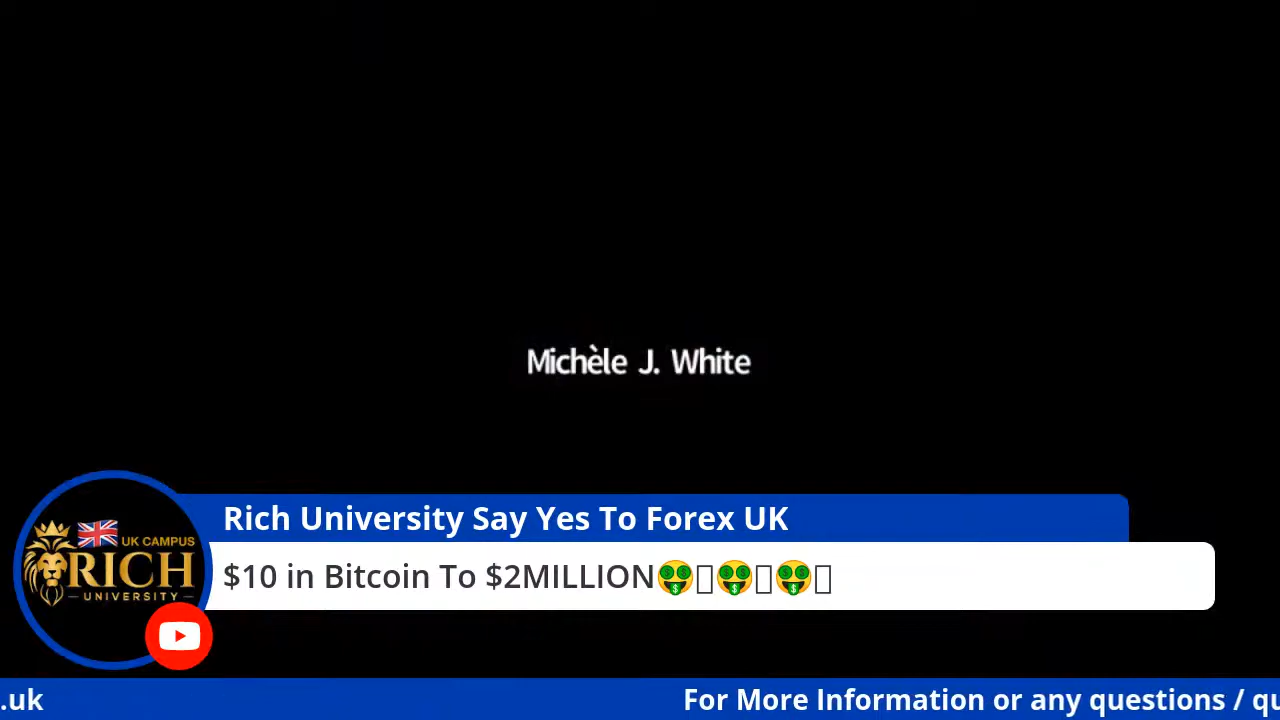 Michèle J. White
Rich University Say Yes To Forex UK
UK CAMPUS
RICH
UNIVERSITY
$10 in Bitcoin To $2MILLION🤑🤑🤑
.uk
For More Information or any questions / qu